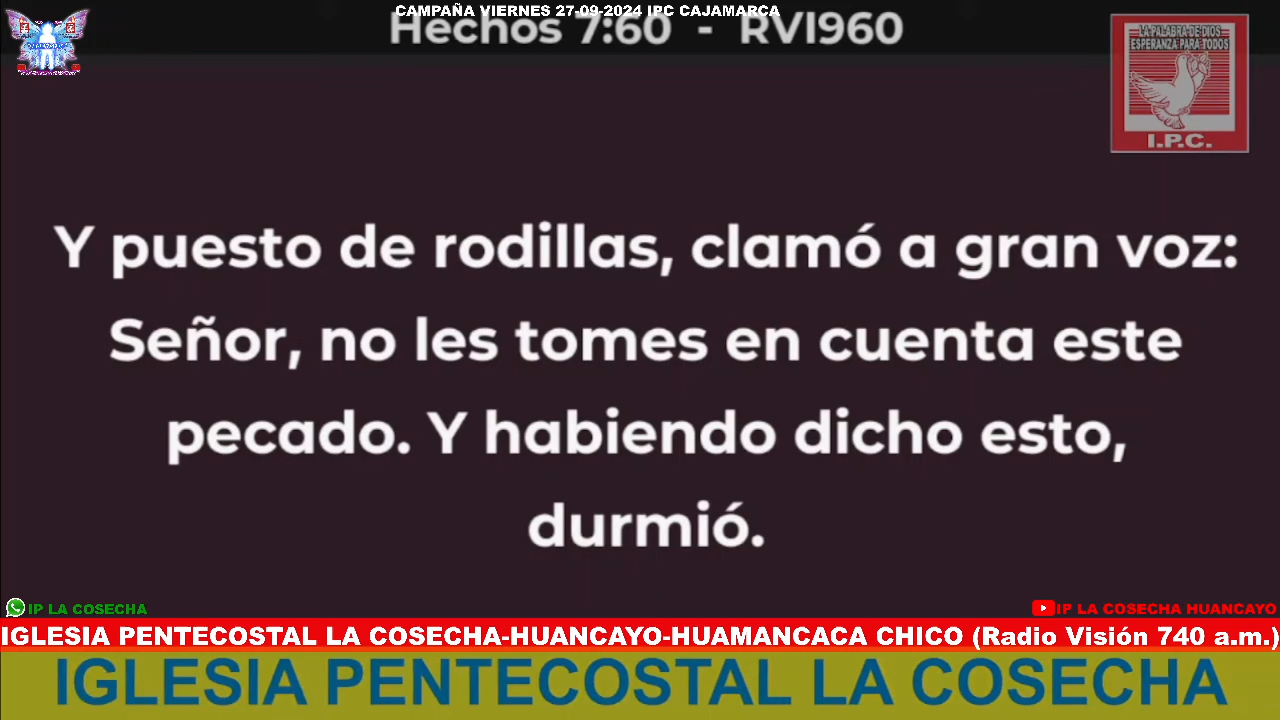 CAMPAÑA VIERNES 27-09-2024 IPC CAJAMARCA
Hechos 7:60 - RV1960
LA PALABRA DE DIOS
ESPERANZA PARA TODOS
I.P.C.
Y puesto de rodillas, clamó a gran voz:
Señor, no les tomes en cuenta este
pecado. Y habiendo dicho esto,
durmió.
IP LA COSECHA
IP LA COSECHA HUANCAYO
IGLESIA PENTECOSTAL LA COSECHA-HUANCAYO-HUAMANCACA CHICO (Radio Visión 740 a.m.)
IGLESIA PENTECOSTAL LA COSECHA